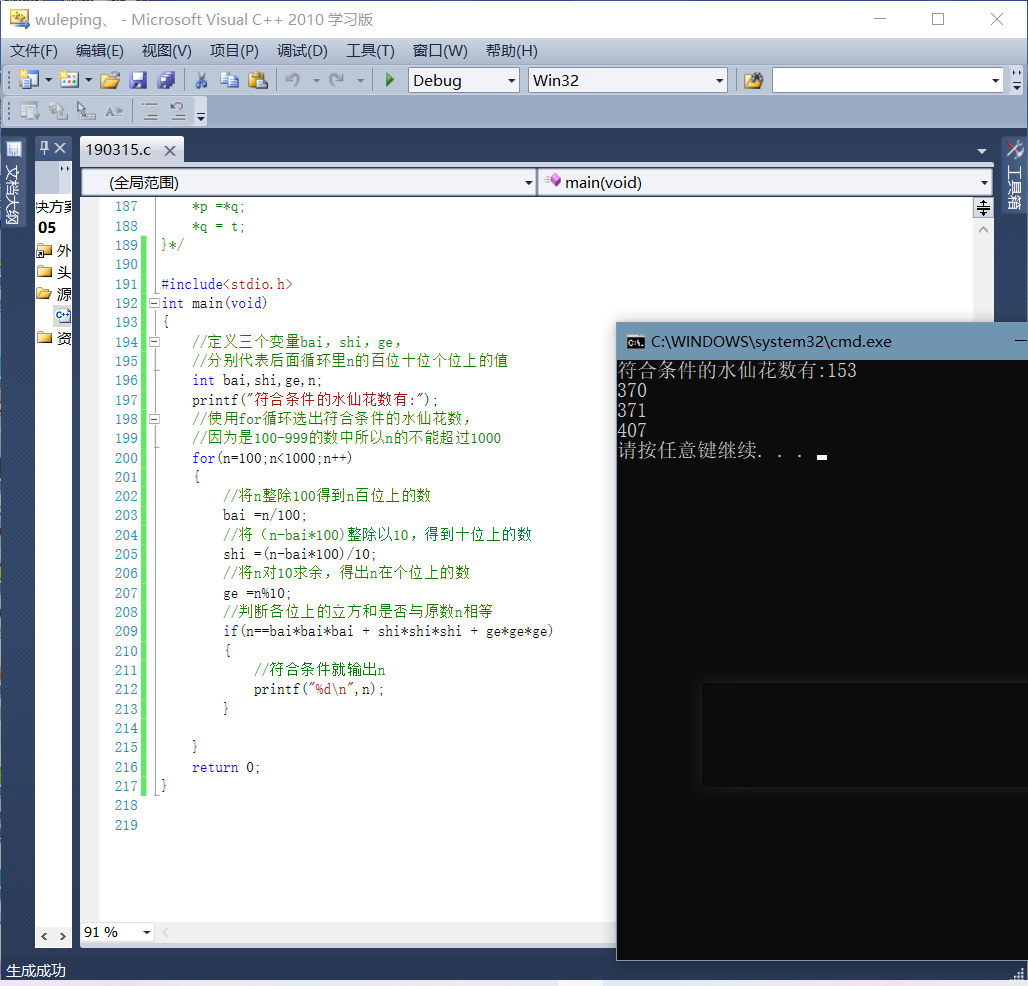 wuleping、 - Microsoft Visual C++ 2010 学习版
文件(F) 编辑(E) 视图(V) 项目(P) 调试(D) 工具(T) 窗口(W) 帮助(H)
Debug Win32
190315.c
文档大纲
工具箱
(全局范围) main(void)
决方案
05
外
头
源
资
187 *p =*q;
188 *q = t;
189 }*/
190
191 #include<stdio.h>
192 int main(void)
193 {
194 //定义三个变量bai，shi，ge，
195 //分别代表后面循环里n的百位十位个位上的值
196 int bai,shi,ge,n;
197 printf("符合条件的水仙花数有:");
198 //使用for循环选出符合条件的水仙花数，
199 //因为是100-999的数中所以n的不能超过1000
200 for(n=100;n<1000;n++)
201 {
202 //将n整除100得到n百位上的数
203 bai =n/100;
204 //将（n-bai*100)整除以10，得到十位上的数
205 shi =(n-bai*100)/10;
206 //将n对10求余，得出n在个位上的数
207 ge =n%10;
208 //判断各位上的立方和是否与原数n相等
209 if(n==bai*bai*bai + shi*shi*shi + ge*ge*ge)
210 {
211 //符合条件就输出n
212 printf("%d\n",n);
213 }
214
215 }
216 return 0;
217 }
218
219
C:\WINDOWS\system32\cmd.exe
符合条件的水仙花数有:153
370
371
407
请按任意键继续. . .
91 %
生成成功